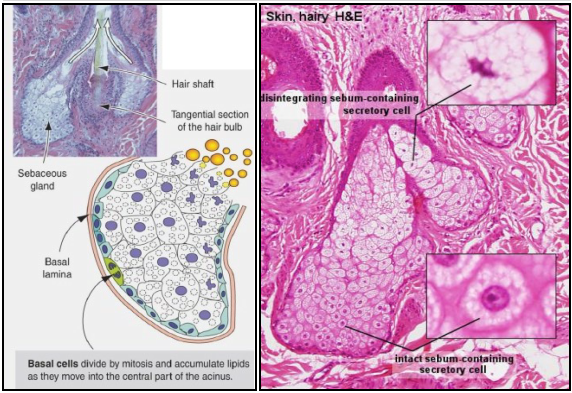 Hair shaft
Tangential section
of the hair bulb
Sebaceous
gland
Basal
lamina
Basal cells divide by mitosis and accumulate lipids
as they move into the central part of the acinus.
Skin, hairy H&E
disintegrating sebum-containing
secretory cell
intact sebum-containing
secretory cell